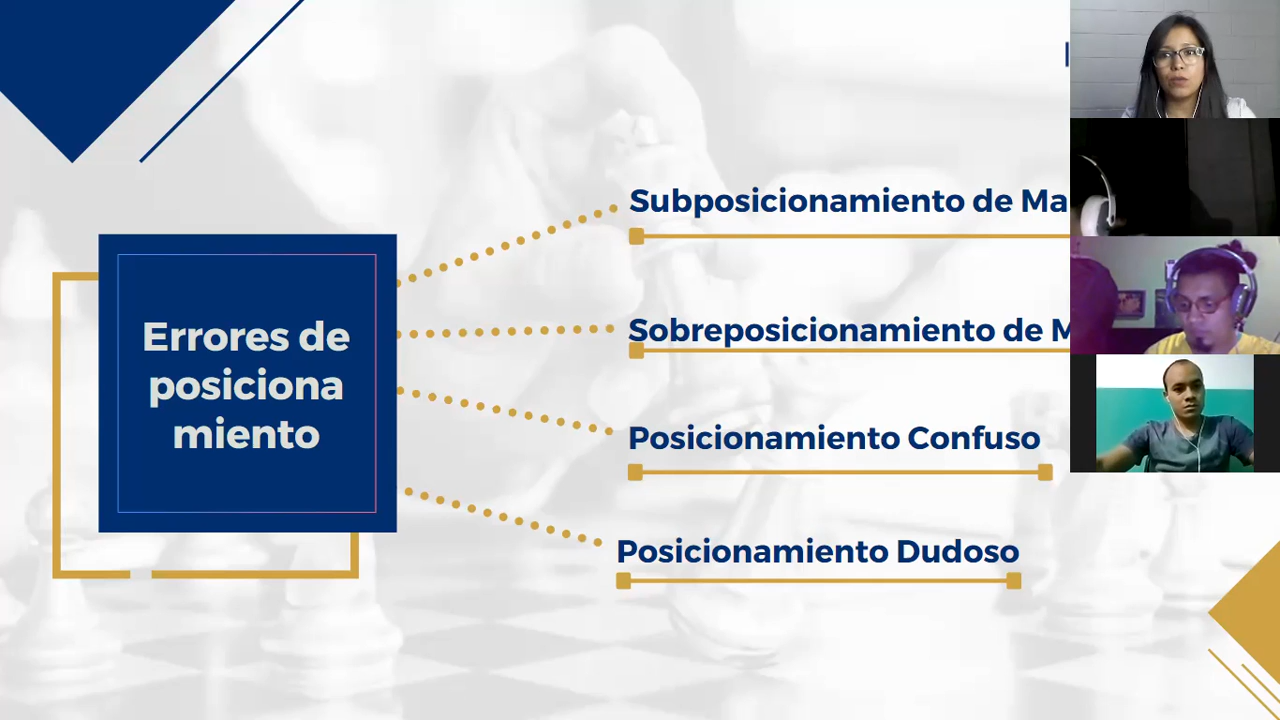 Errores de
posiciona
miento
Subposicionamiento de Ma
Sobreposicionamiento de M
Posicionamiento Confuso
Posicionamiento Dudoso